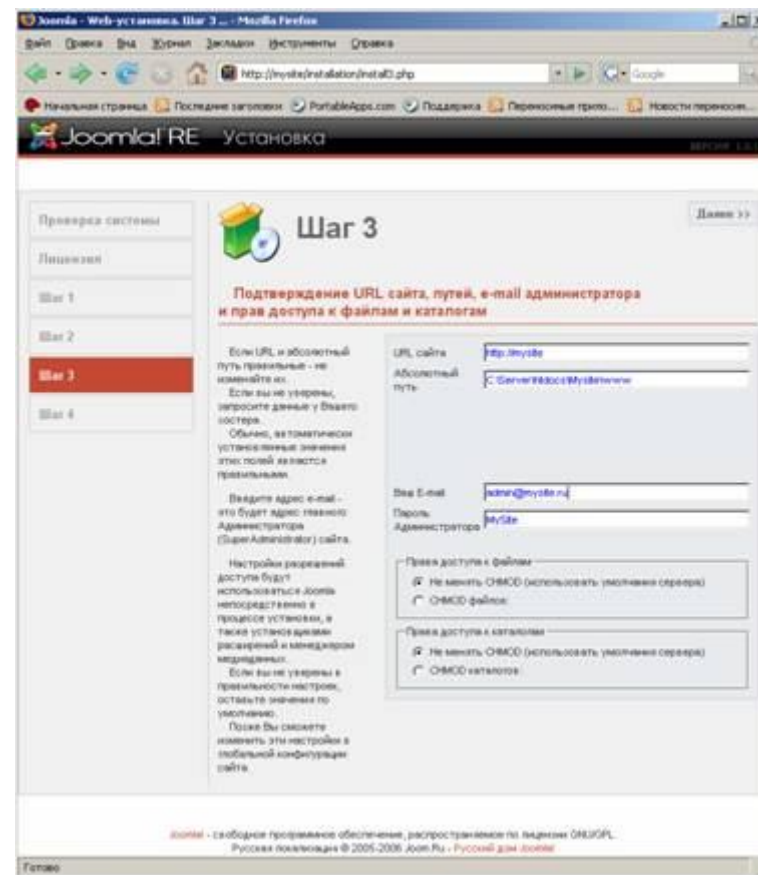 Joomla - Web-установка. Шаг 3 ... - Mozilla Firefox
Файл Правка Вид Журнал Закладки Инструменты Справка
http://mysite/installation/install3.php
Google
Начальная страница Последние заголовки PortableApps.com Поддержка Переносимые прило... Новости переносим...
Joomla! RE Установка
Проверка системы
Лицензия
Шаг 1
Шаг 2
Шаг 3
Шаг 4
Шаг 3
Далее >>
Подтверждение URL сайта, путей, e-mail администратора
и прав доступа к файлам и каталогам
Если URL и абсолютный
путь правильные - не
изменяйте их.
Если вы не уверены,
запросите данные у Вашего
хостера.
Обычно, автоматически
установленные значения
этих полей являются
правильными.
Введите адрес e-mail -
это будет адрес главного
Администратора
(SuperAdministrator) сайта.
Настройки разрешений
доступа будут
использоваться Joomla
непосредственно в
процессе установки, а
также установщиками
расширений и менеджером
медиаданных.
Если вы не уверены в
правильности настроек,
оставьте значения по
умолчанию.
Позже Вы сможете
изменить эти настройки в
глобальной конфигурации
сайта.
URL сайта http://mysite
Абсолютный
путь
Ваш E-mail admin@mysite.ru
Пароль
Администратора MySite
Права доступа к файлам
Не менять CHMOD (использовать умолчания сервера)
CHMOD файлов:
Права доступа к каталогам
Не менять CHMOD (использовать умолчания сервера)
CHMOD каталогов:
Joomla! - свободное программное обеспечение, распространяемое по лицензии GNU/GPL.
Русская локализация © 2005-2006 Joom.Ru - Русский дом Joomla!
Готово